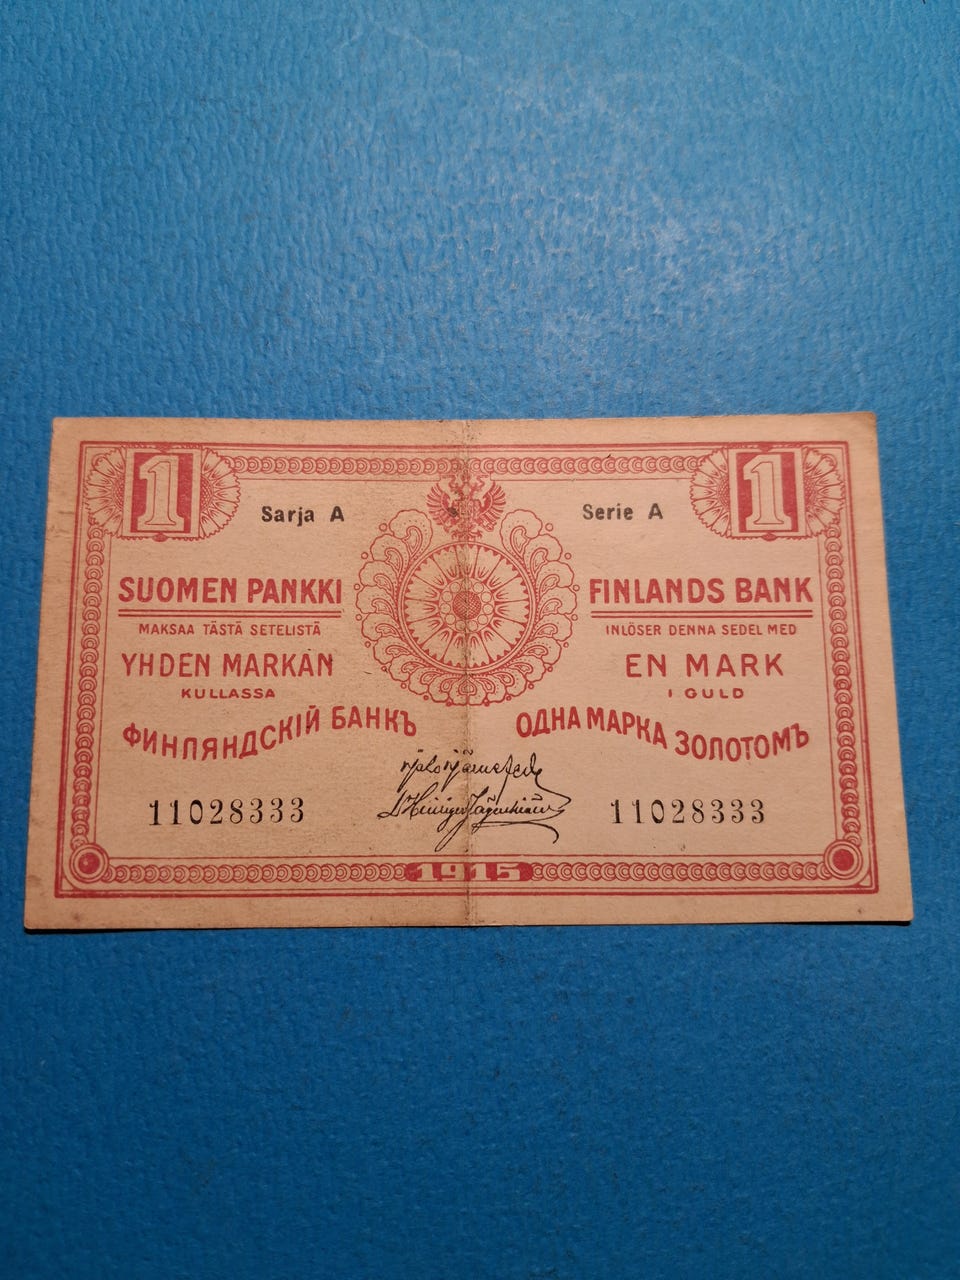 1 1
Sarja A Serie A
SUOMEN PANKKI
MAKSAA TÄSTÄ SETELISTÄ
YHDEN MARKAN
KULLASSA
FINLANDS BANK
INLÖSER DENNA SEDEL MED
EN MARK
I GULD
ФИНЛЯНДСКІЙ БАНКЪ
ОДНА МАРКА ЗОЛОТОМЪ
11028333 11028333
1915